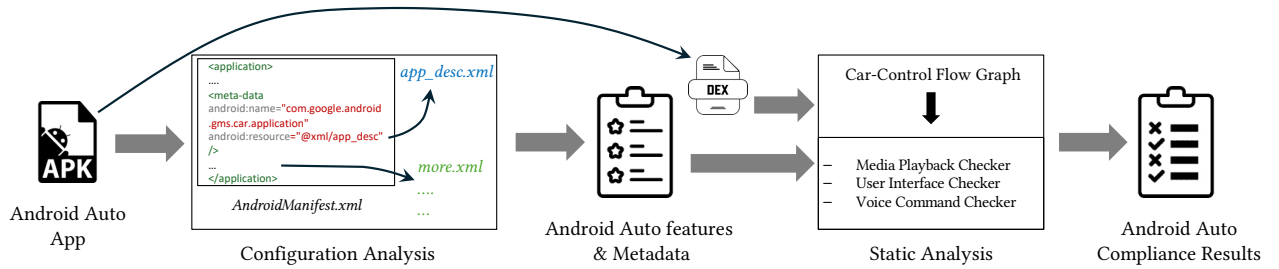 APK
Android Auto
App
<application>
....
<meta-data
android:name="com.google.android
.gms.car.application"
android:resource="@xml/app_desc"
/>
...
</application>
AndroidManifest.xml
app_desc.xml
more.xml
....
...
Configuration Analysis
Android Auto features
& Metadata
DEX
Car-Control Flow Graph
– Media Playback Checker
– User Interface Checker
– Voice Command Checker
Static Analysis
Android Auto
Compliance Results